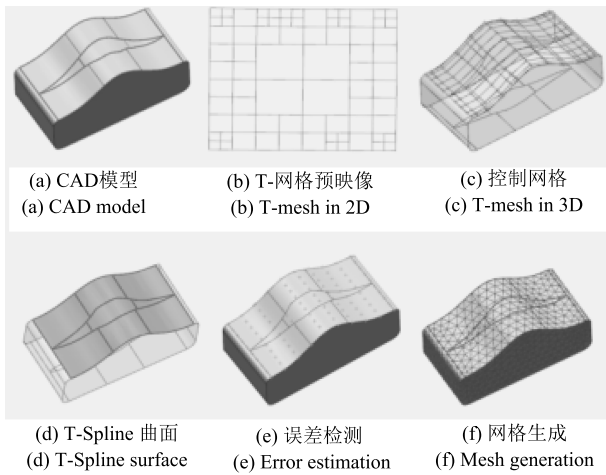 (a) CAD模型
(a) CAD model
(b) T-网格预映像
(b) T-mesh in 2D
(c) 控制网格
(c) T-mesh in 3D
(d) T-Spline 曲面
(d) T-Spline surface
(e) 误差检测
(e) Error estimation
(f) 网格生成
(f) Mesh generation